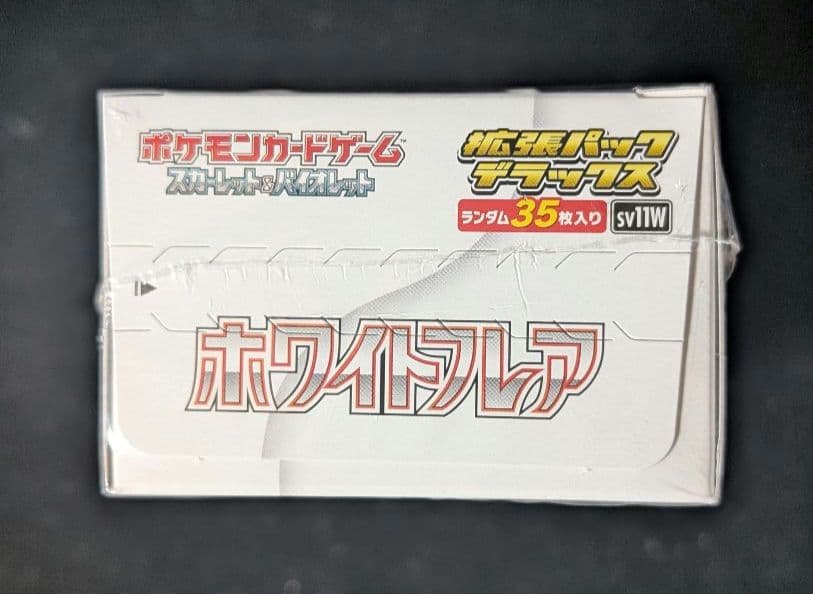 ポケモンカードゲーム™
スカーレット&バイオレット
拡張パック
デラックス
ランダム35枚入り SV11W
ホワイトフレア